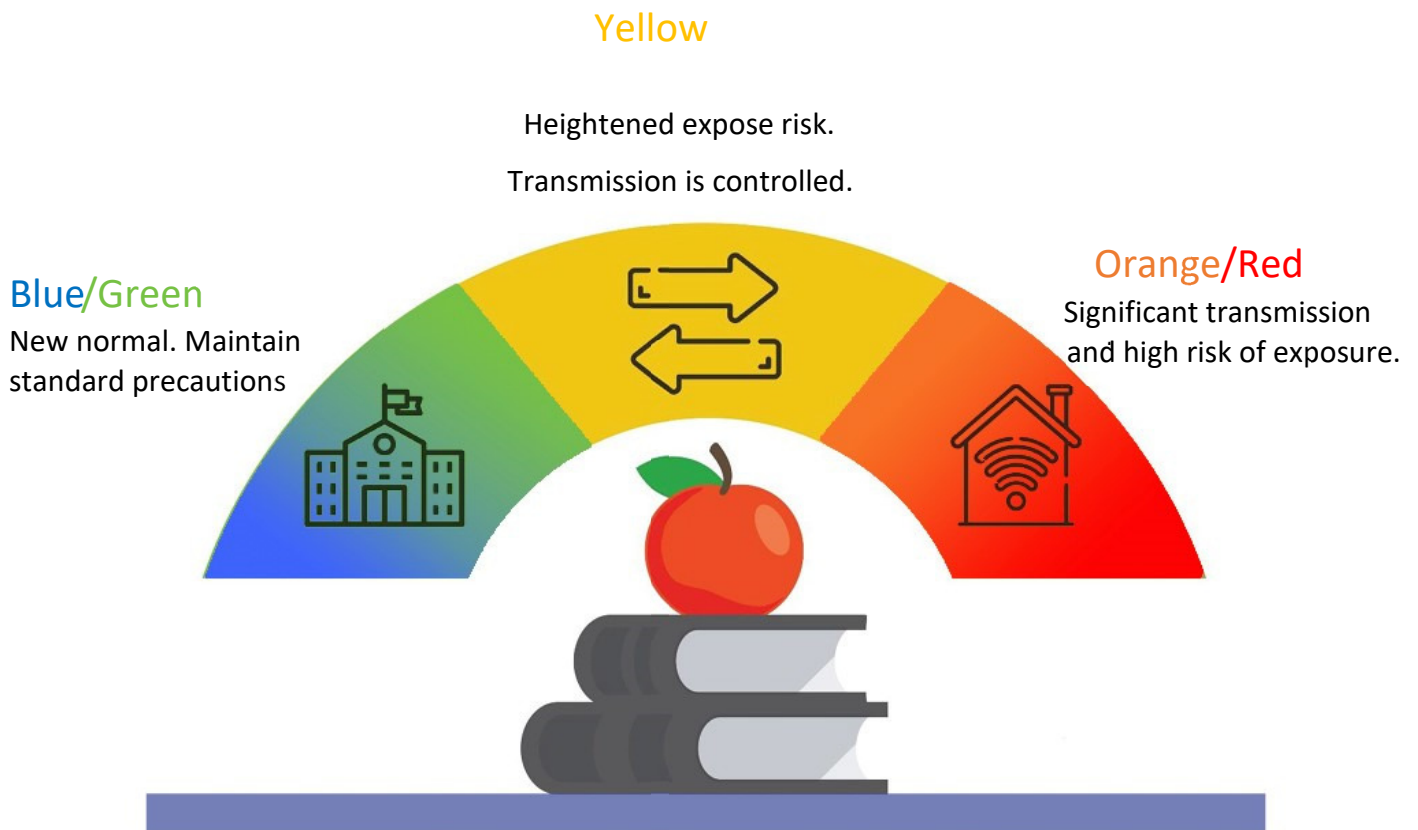 Yellow
Heightened expose risk.
Transmission is controlled.
Blue/Green
New normal. Maintain
standard precautions
Orange/Red
Significant transmission
and high risk of exposure.